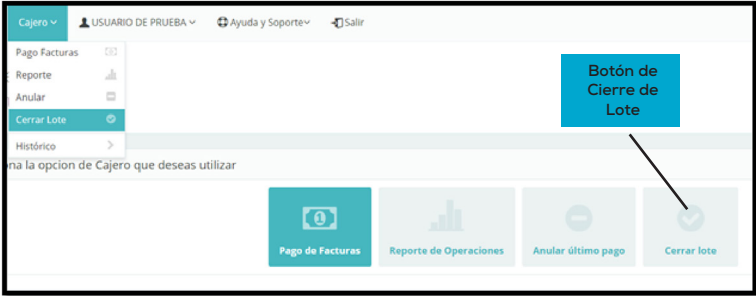 Cajero USUARIO DE PRUEBA Ayuda y Soporte Salir
Pago Facturas
Reporte
Anular
Cerrar Lote
Histórico
Botón de
Cierre de
Lote
na la opcion de Cajero que deseas utilizar
Pago de Facturas Reporte de Operaciones Anular último pago Cerrar lote